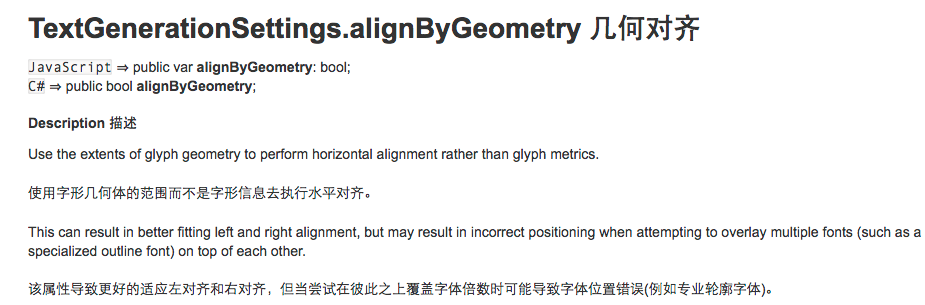 TextGenerationSettings.alignByGeometry 几何对齐
JavaScript ⇒ public var alignByGeometry: bool;
C# ⇒ public bool alignByGeometry;
Description 描述
Use the extents of glyph geometry to perform horizontal alignment rather than glyph metrics.
使用字形几何体的范围而不是字形信息去执行水平对齐。
This can result in better fitting left and right alignment, but may result in incorrect positioning when attempting to overlay multiple fonts (such as a
specialized outline font) on top of each other.
该属性导致更好的适应左对齐和右对齐，但当尝试在彼此之上覆盖字体倍数时可能导致字体位置错误(例如专业轮廓字体)。